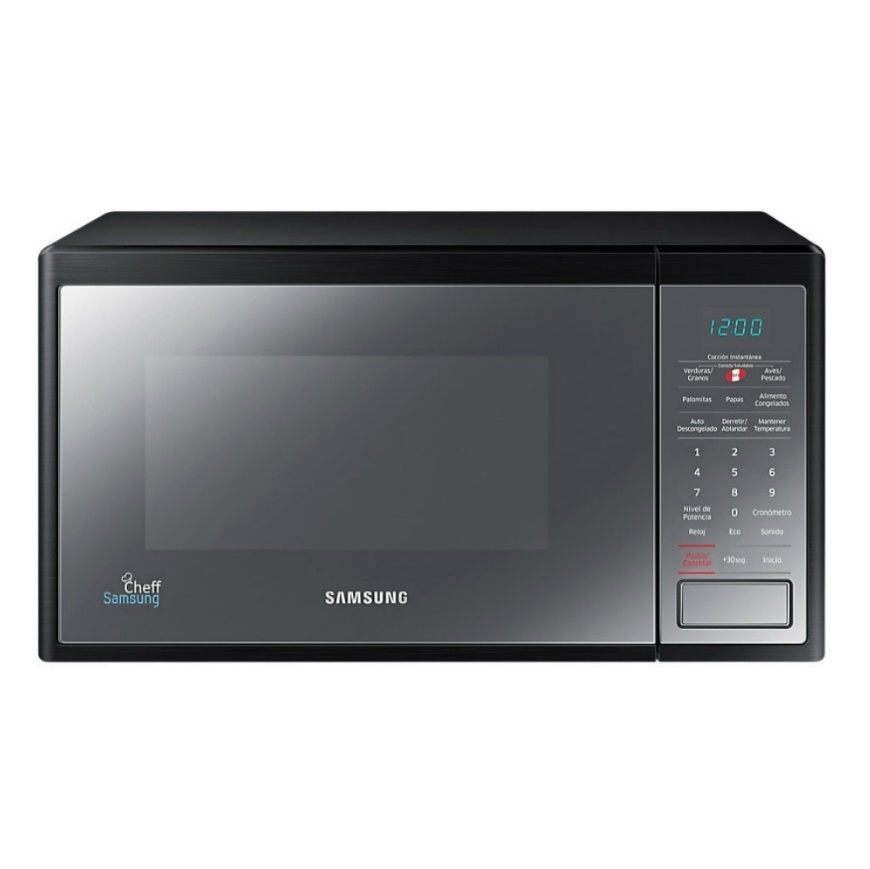 12:00
Cocción Instantánea
Comida Saludable
Verduras/ Aves/
Granos Pescado
Palomitas Papas Alimento
Congelados
Auto Derretir/ Mantener
Descongelado Ablandar Temperatura
1 2 3
4 5 6
7 8 9
Nivel de
Potencia 0 Cronómetro
Reloj Eco Sonido
Pausa/
Cancelar +30seg. Inicio
Cheff
Samsung
SAMSUNG